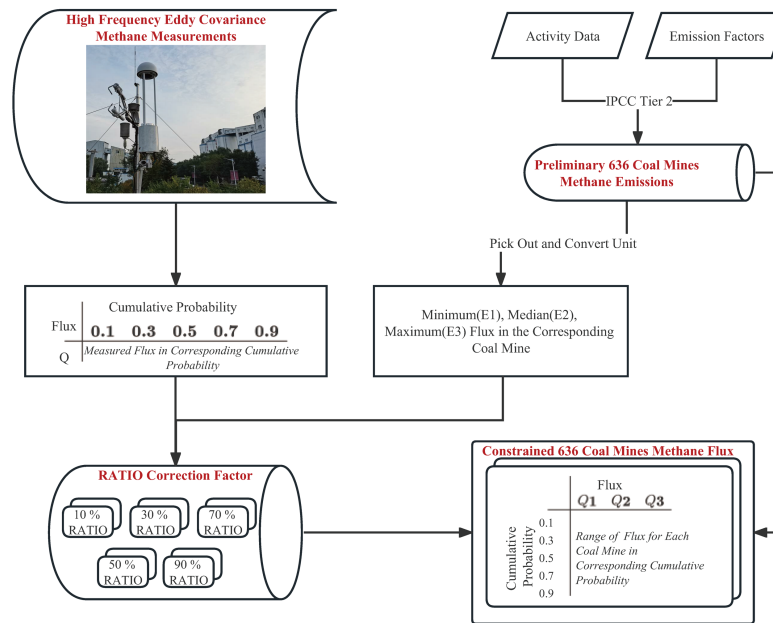 High Frequency Eddy Covariance
Methane Measurements
Activity Data
Emission Factors
IPCC Tier 2
Preliminary 636 Coal Mines
Methane Emissions
Pick Out and Convert Unit
Cumulative Probability
Flux 0.1 0.3 0.5 0.7 0.9
Q Measured Flux in Corresponding Cumulative
Probability
Minimum(E1), Median(E2),
Maximum(E3) Flux in the Corresponding
Coal Mine
RATIO Correction Factor
10 %
RATIO
30 %
RATIO
70 %
RATIO
50 %
RATIO
90 %
RATIO
Constrained 636 Coal Mines Methane Flux
Flux
Q1 Q2 Q3
Cumulative
Probability
0.1
0.3
0.5
0.7
0.9
Range of Flux for Each
Coal Mine in
Corresponding Cumulative
Probability